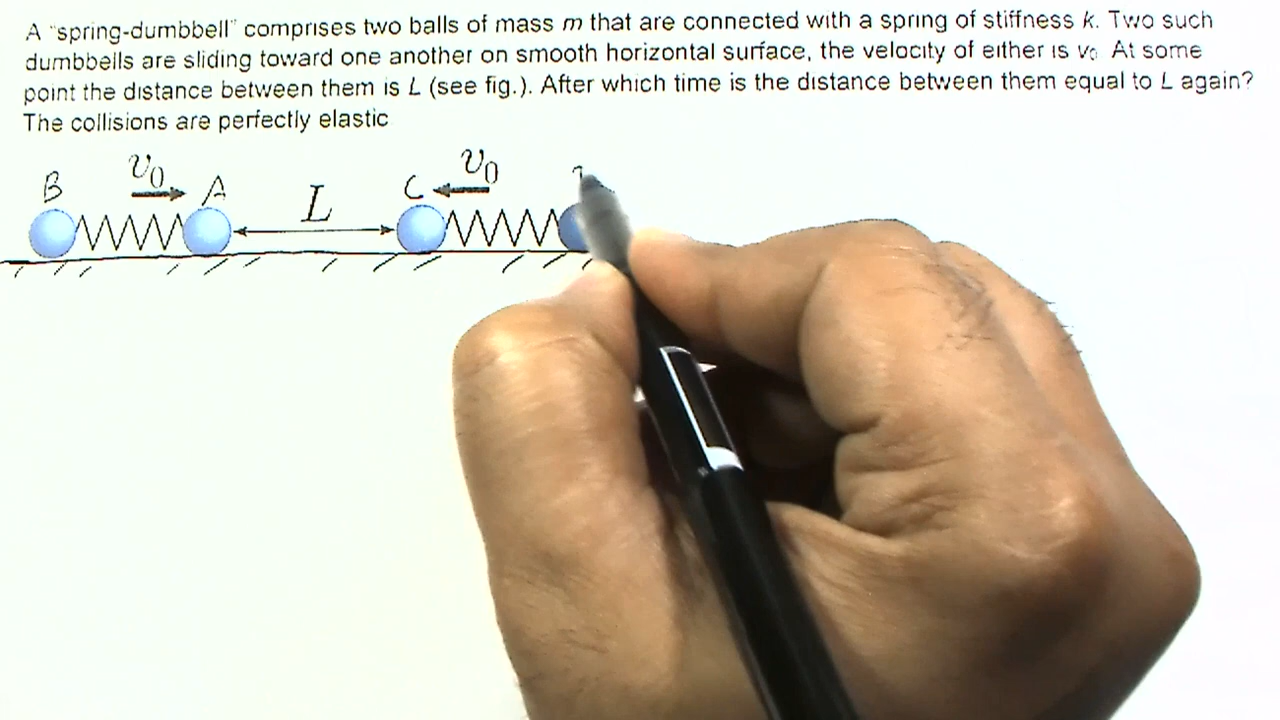 A "spring-dumbbell" comprises two balls of mass m that are connected with a spring of stiffness k. Two such
dumbbells are sliding toward one another on smooth horizontal surface, the velocity of either is v₀. At some
point the distance between them is L (see fig.). After which time is the distance between them equal to L again?
The collisions are perfectly elastic
B v₀ A L C v₀